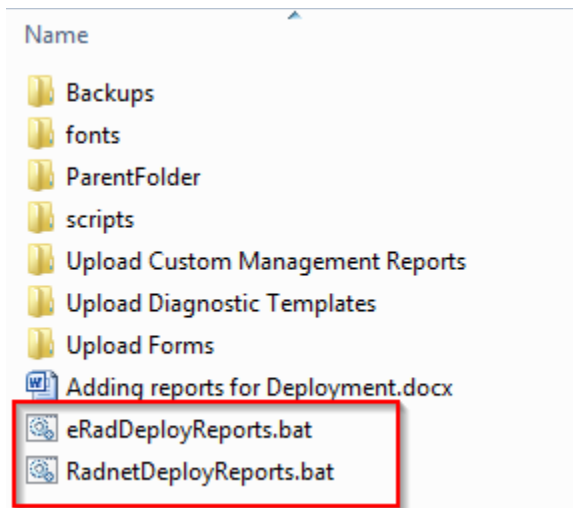 Name
Backups
fonts
ParentFolder
scripts
Upload Custom Management Reports
Upload Diagnostic Templates
Upload Forms
Adding reports for Deployment.docx
eRadDeployReports.bat
RadnetDeployReports.bat